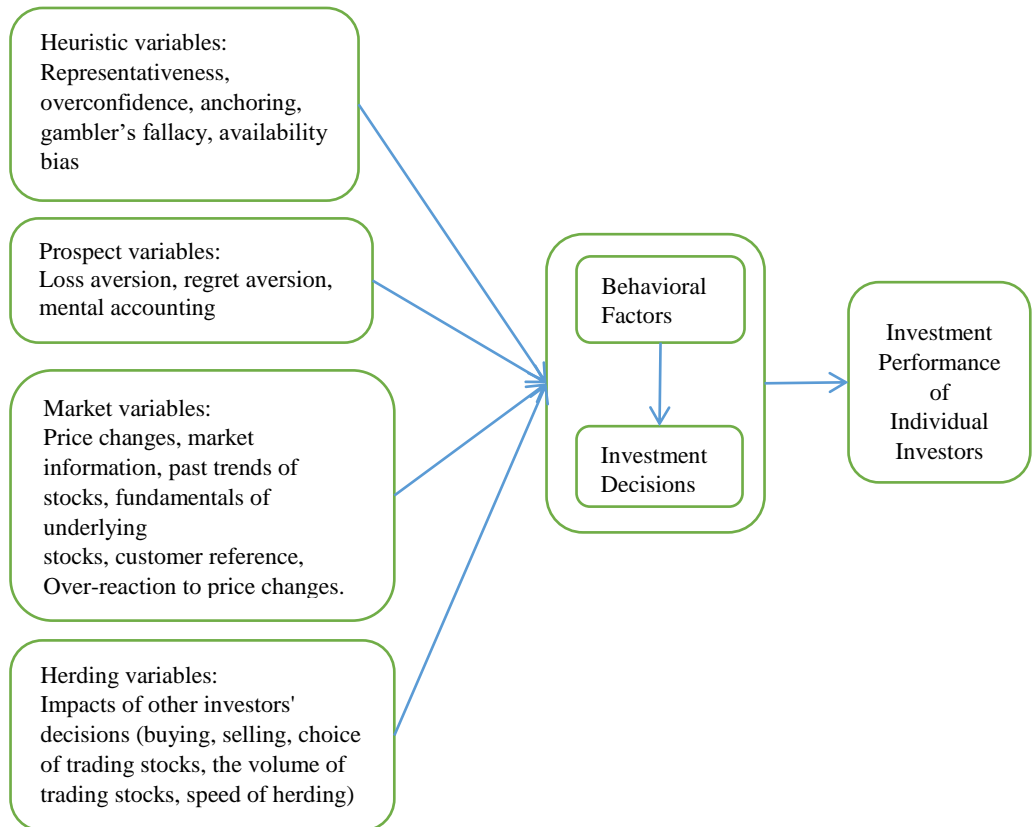 Heuristic variables:
Representativeness,
overconfidence, anchoring,
gambler’s fallacy, availability
bias
Prospect variables:
Loss aversion, regret aversion,
mental accounting
Market variables:
Price changes, market
information, past trends of
stocks, fundamentals of
underlying
stocks, customer reference,
Over-reaction to price changes.
Herding variables:
Impacts of other investors'
decisions (buying, selling, choice
of trading stocks, the volume of
trading stocks, speed of herding)
Behavioral
Factors
Investment
Decisions
Investment
Performance
of
Individual
Investors